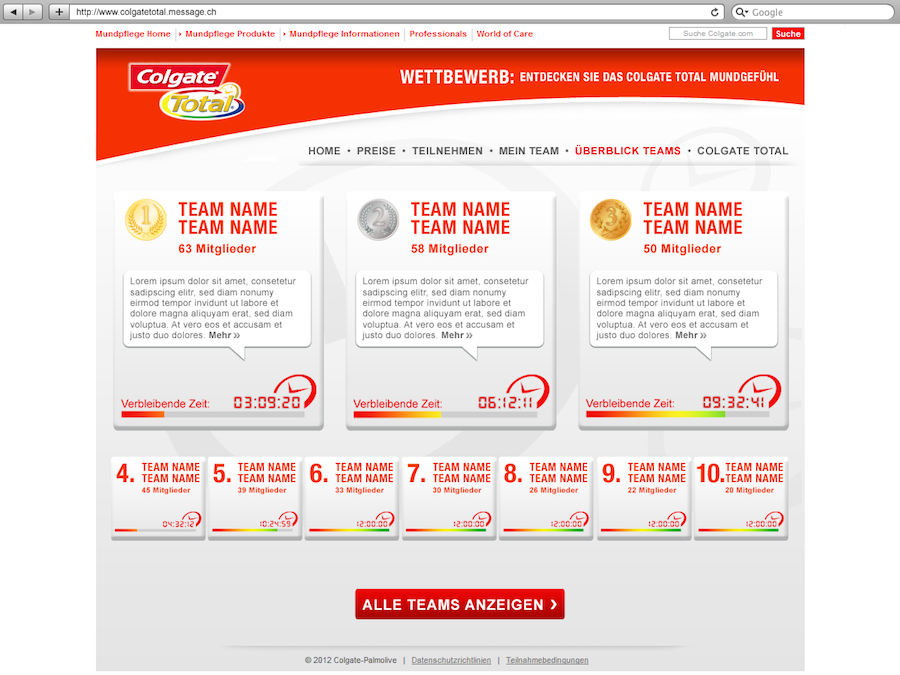 http://www.colgatetotal.message.ch
Google
Mundpflege Home
Mundpflege Produkte
Mundpflege Informationen
Professionals
World of Care
Suche Colgate.com
Suche
Colgate
Total
WETTBEWERB: ENTDECKEN SIE DAS COLGATE TOTAL MUNDGEFÜHL
HOME • PREISE • TEILNEHMEN • MEIN TEAM • ÜBERBLICK TEAMS • COLGATE TOTAL
1
TEAM NAME
TEAM NAME
63 Mitglieder
Lorem ipsum dolor sit amet, consetetur
sadipscing elitr, sed diam nonumy
eirmod tempor invidunt ut labore et
dolore magna aliquyam erat, sed diam
voluptua. At vero eos et accusam et
justo duo dolores. Mehr »
Verbleibende Zeit: 03:09:20
2
TEAM NAME
TEAM NAME
58 Mitglieder
Lorem ipsum dolor sit amet, consetetur
sadipscing elitr, sed diam nonumy
eirmod tempor invidunt ut labore et
dolore magna aliquyam erat, sed diam
voluptua. At vero eos et accusam et
justo duo dolores. Mehr »
Verbleibende Zeit: 06:12:11
3
TEAM NAME
TEAM NAME
50 Mitglieder
Lorem ipsum dolor sit amet, consetetur
sadipscing elitr, sed diam nonumy
eirmod tempor invidunt ut labore et
dolore magna aliquyam erat, sed diam
voluptua. At vero eos et accusam et
justo duo dolores. Mehr »
Verbleibende Zeit: 09:32:41
4. TEAM NAME
TEAM NAME
45 Mitglieder
04:32:12
5. TEAM NAME
TEAM NAME
39 Mitglieder
10:24:59
6. TEAM NAME
TEAM NAME
33 Mitglieder
12:00:00
7. TEAM NAME
TEAM NAME
30 Mitglieder
12:00:00
8. TEAM NAME
TEAM NAME
26 Mitglieder
12:00:00
9. TEAM NAME
TEAM NAME
22 Mitglieder
12:00:00
10. TEAM NAME
TEAM NAME
20 Mitglieder
12:00:00
ALLE TEAMS ANZEIGEN ›
© 2012 Colgate-Palmolive | Datenschutzrichtlinien | Teilnahmebedingungen